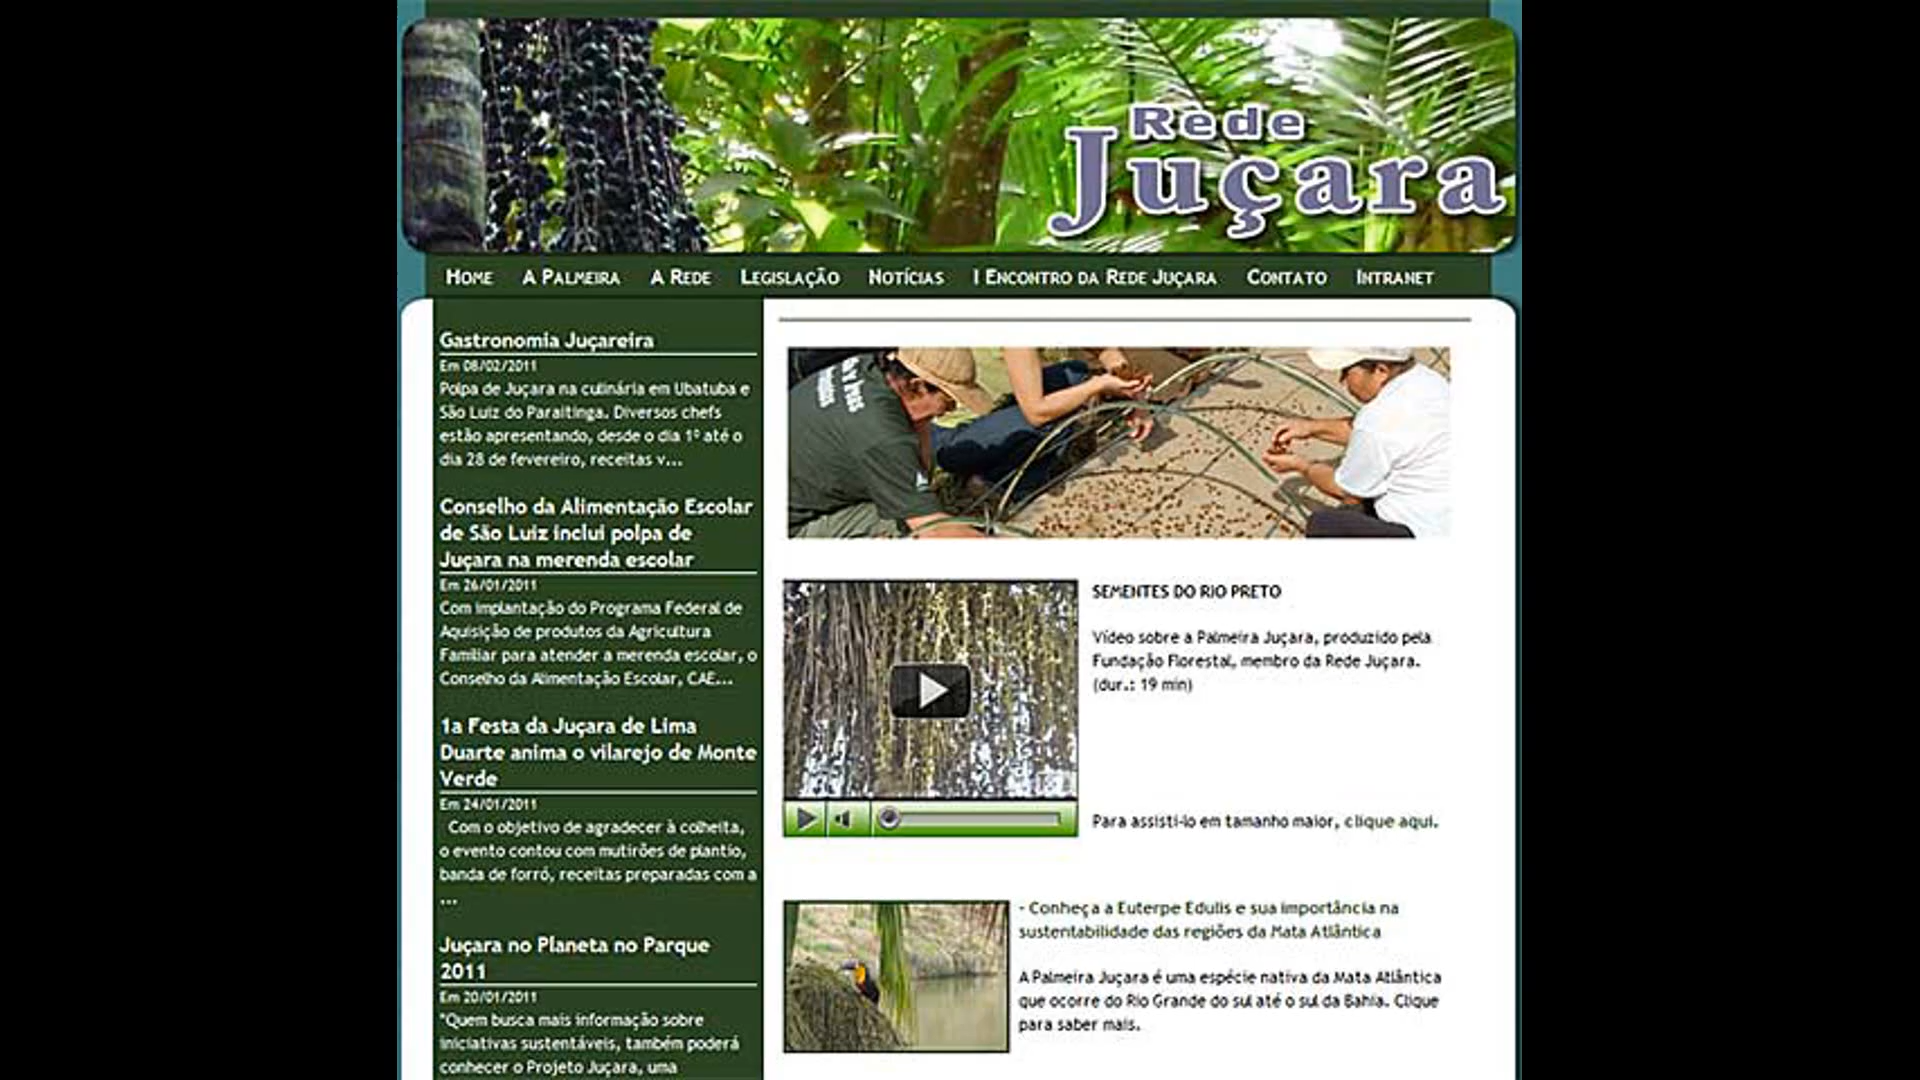 Rede
Juçara
Home A Palmeira A Rede Legislação Notícias I Encontro da Rede Juçara Contato Intranet
Gastronomia Juçareira
Em 08/02/2011
Polpa de Juçara na culinária em Ubatuba e
São Luiz do Paraitinga. Diversos chefs
estão apresentando, desde o dia 1º até o
dia 28 de fevereiro, receitas v...
Conselho da Alimentação Escolar
de São Luiz inclui polpa de
Juçara na merenda escolar
Em 26/01/2011
Com implantação do Programa Federal de
Aquisição de produtos da Agricultura
Familiar para atender a merenda escolar, o
Conselho da Alimentação Escolar, CAE...
1a Festa da Juçara de Lima
Duarte anima o vilarejo de Monte
Verde
Em 24/01/2011
Com o objetivo de agradecer à colheita,
o evento contou com mutirões de plantio,
banda de forró, receitas preparadas com a
...
Juçara no Planeta no Parque
2011
Em 20/01/2011
"Quem busca mais informação sobre
iniciativas sustentáveis, também poderá
conhecer o Projeto Juçara, uma
SEMENTES DO RIO PRETO
Vídeo sobre a Palmeira Juçara, produzido pela
Fundação Florestal, membro da Rede Juçara.
(dur.: 19 min)
Para assisti-lo em tamanho maior, clique aqui.
- Conheça a Euterpe Edulis e sua importância na
sustentabilidade das regiões da Mata Atlântica
A Palmeira Juçara é uma espécie nativa da Mata Atlântica
que ocorre do Rio Grande do sul até o sul da Bahia. Clique
para saber mais.